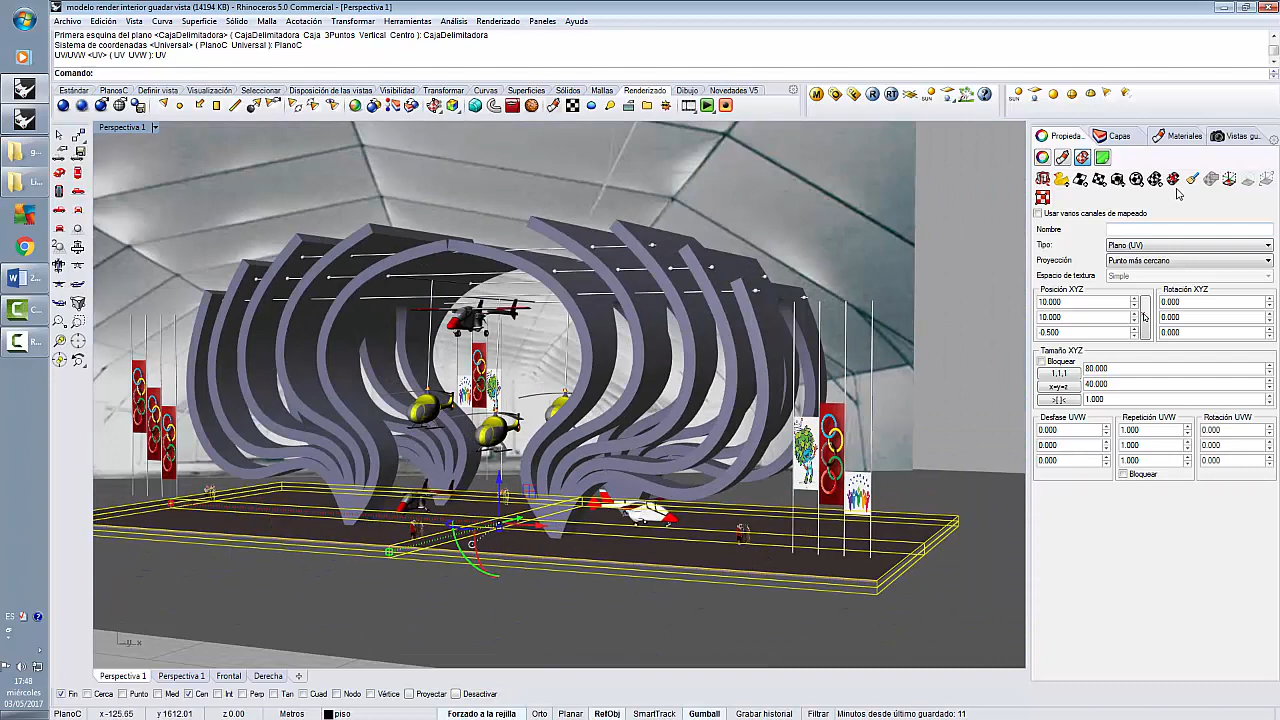 modelo render interior guadar vista (14194 KB) - Rhinoceros 5.0 Commercial - [Perspectiva 1]
Archivo Edición Vista Curva Superficie Sólido Malla Acotación Transformar Herramientas Análisis Renderizado Paneles Ayuda
Primera esquina del plano <CajaDelimitadora> ( CajaDelimitadora Caja 3Puntos Vertical Centro ): CajaDelimitadora
Sistema de coordenadas <Universal> ( PlanoC Universal ): PlanoC
UV/UVW <UV> ( UV UVW ): UV
Comando:
Estándar PlanoC Definir vista Visualización Seleccionar Disposición de las vistas Visibilidad Transformar Curvas Superficies Sólidos Mallas Renderizado Dibujo Novedades V5
Perspectiva 1
Propieda... Capas Materiales Vistas gu...
Usar varios canales de mapeado
Nombre
Tipo: Plano (UV)
Proyección Punto más cercano
Espacio de textura Simple
Posición XYZ Rotación XYZ
10.000 0.000
10.000 0.000
-0.500 0.000
Tamaño XYZ
Bloquear 80.000
1,1,1 40.000
x=y=z
>[ ]< 1.000
Desfase UVW Repetición UVW Rotación UVW
0.000 1.000 0.000
0.000 1.000 0.000
0.000 1.000 0.000
Bloquear
g...
Li...
2...
C...
R...
ES
17:48
miércoles
03/05/2017
Perspectiva 1 Perspectiva 1 Frontal Derecha
Fin Cerca Punto Med Cen Int Perp Tan Cuad Nodo Vértice Proyectar Desactivar
PlanoC x -125.65 y 1612.01 z 0.00 Metros piso Forzado a la rejilla Orto Planar RefObj SmartTrack Gumball Grabar historial Filtrar Minutos desde último guardado: 11